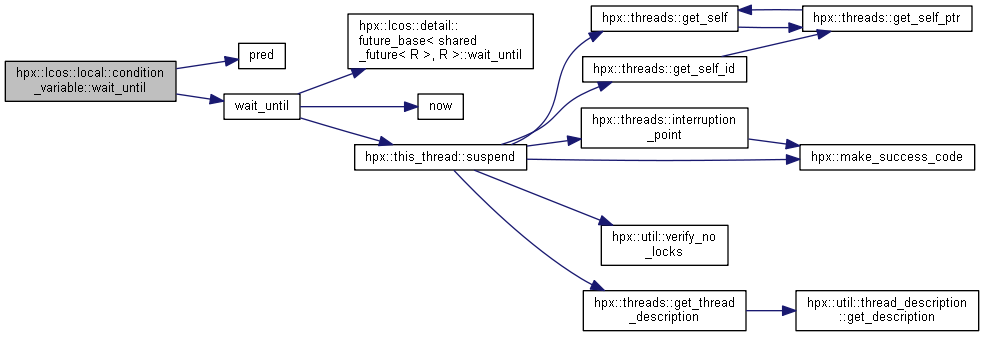 hpx::lcos::local::condition
_variable::wait_until
pred
wait_until
hpx::lcos::detail::
future_base< shared
_future< R >, R >::wait_until
now
hpx::this_thread::suspend
hpx::threads::get_self
hpx::threads::get_self_ptr
hpx::threads::get_self_id
hpx::threads::interruption
_point
hpx::make_success_code
hpx::util::verify_no
_locks
hpx::threads::get_thread
_description
hpx::util::thread_description
::get_description